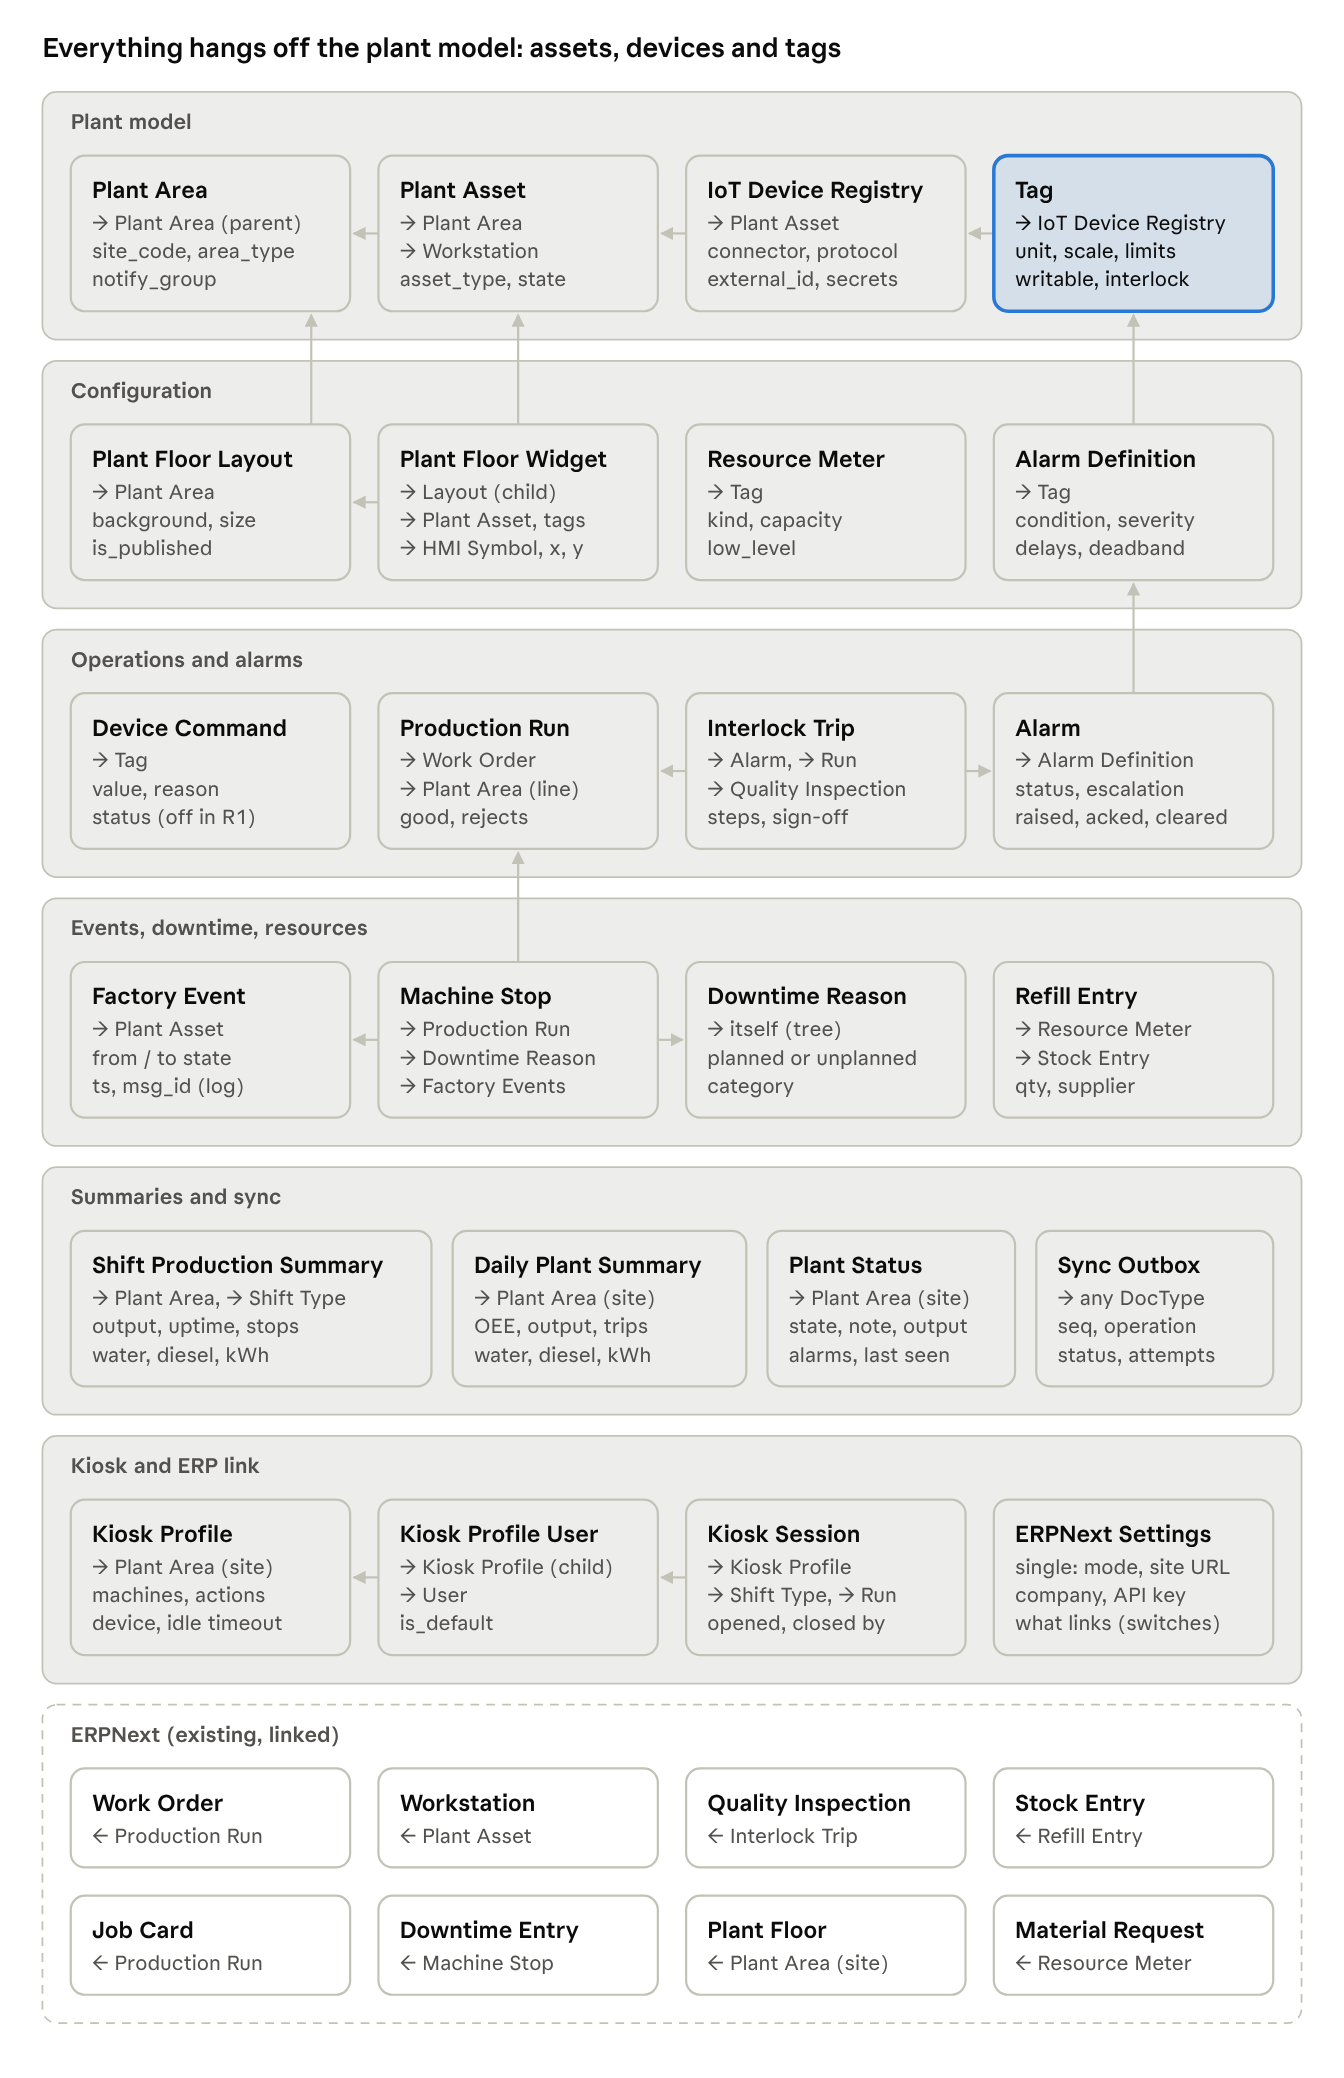 Everything hangs off the plant model: assets, devices and tags
Plant model
Plant Area
→ Plant Area (parent)
site_code, area_type
notify_group
Plant Asset
→ Plant Area
→ Workstation
asset_type, state
IoT Device Registry
→ Plant Asset
connector, protocol
external_id, secrets
Tag
→ IoT Device Registry
unit, scale, limits
writable, interlock
Configuration
Plant Floor Layout
→ Plant Area
background, size
is_published
Plant Floor Widget
→ Layout (child)
→ Plant Asset, tags
→ HMI Symbol, x, y
Resource Meter
→ Tag
kind, capacity
low_level
Alarm Definition
→ Tag
condition, severity
delays, deadband
Operations and alarms
Device Command
→ Tag
value, reason
status (off in R1)
Production Run
→ Work Order
→ Plant Area (line)
good, rejects
Interlock Trip
→ Alarm, → Run
→ Quality Inspection
steps, sign-off
Alarm
→ Alarm Definition
status, escalation
raised, acked, cleared
Events, downtime, resources
Factory Event
→ Plant Asset
from / to state
ts, msg_id (log)
Machine Stop
→ Production Run
→ Downtime Reason
→ Factory Events
Downtime Reason
→ itself (tree)
planned or unplanned
category
Refill Entry
→ Resource Meter
→ Stock Entry
qty, supplier
Summaries and sync
Shift Production Summary
→ Plant Area, → Shift Type
output, uptime, stops
water, diesel, kWh
Daily Plant Summary
→ Plant Area (site)
OEE, output, trips
water, diesel, kWh
Plant Status
→ Plant Area (site)
state, note, output
alarms, last seen
Sync Outbox
→ any DocType
seq, operation
status, attempts
Kiosk and ERP link
Kiosk Profile
→ Plant Area (site)
machines, actions
device, idle timeout
Kiosk Profile User
→ Kiosk Profile (child)
→ User
is_default
Kiosk Session
→ Kiosk Profile
→ Shift Type, → Run
opened, closed by
ERPNext Settings
single: mode, site URL
company, API key
what links (switches)
ERPNext (existing, linked)
Work Order
← Production Run
Workstation
← Plant Asset
Quality Inspection
← Interlock Trip
Stock Entry
← Refill Entry
Job Card
← Production Run
Downtime Entry
← Machine Stop
Plant Floor
← Plant Area (site)
Material Request
← Resource Meter